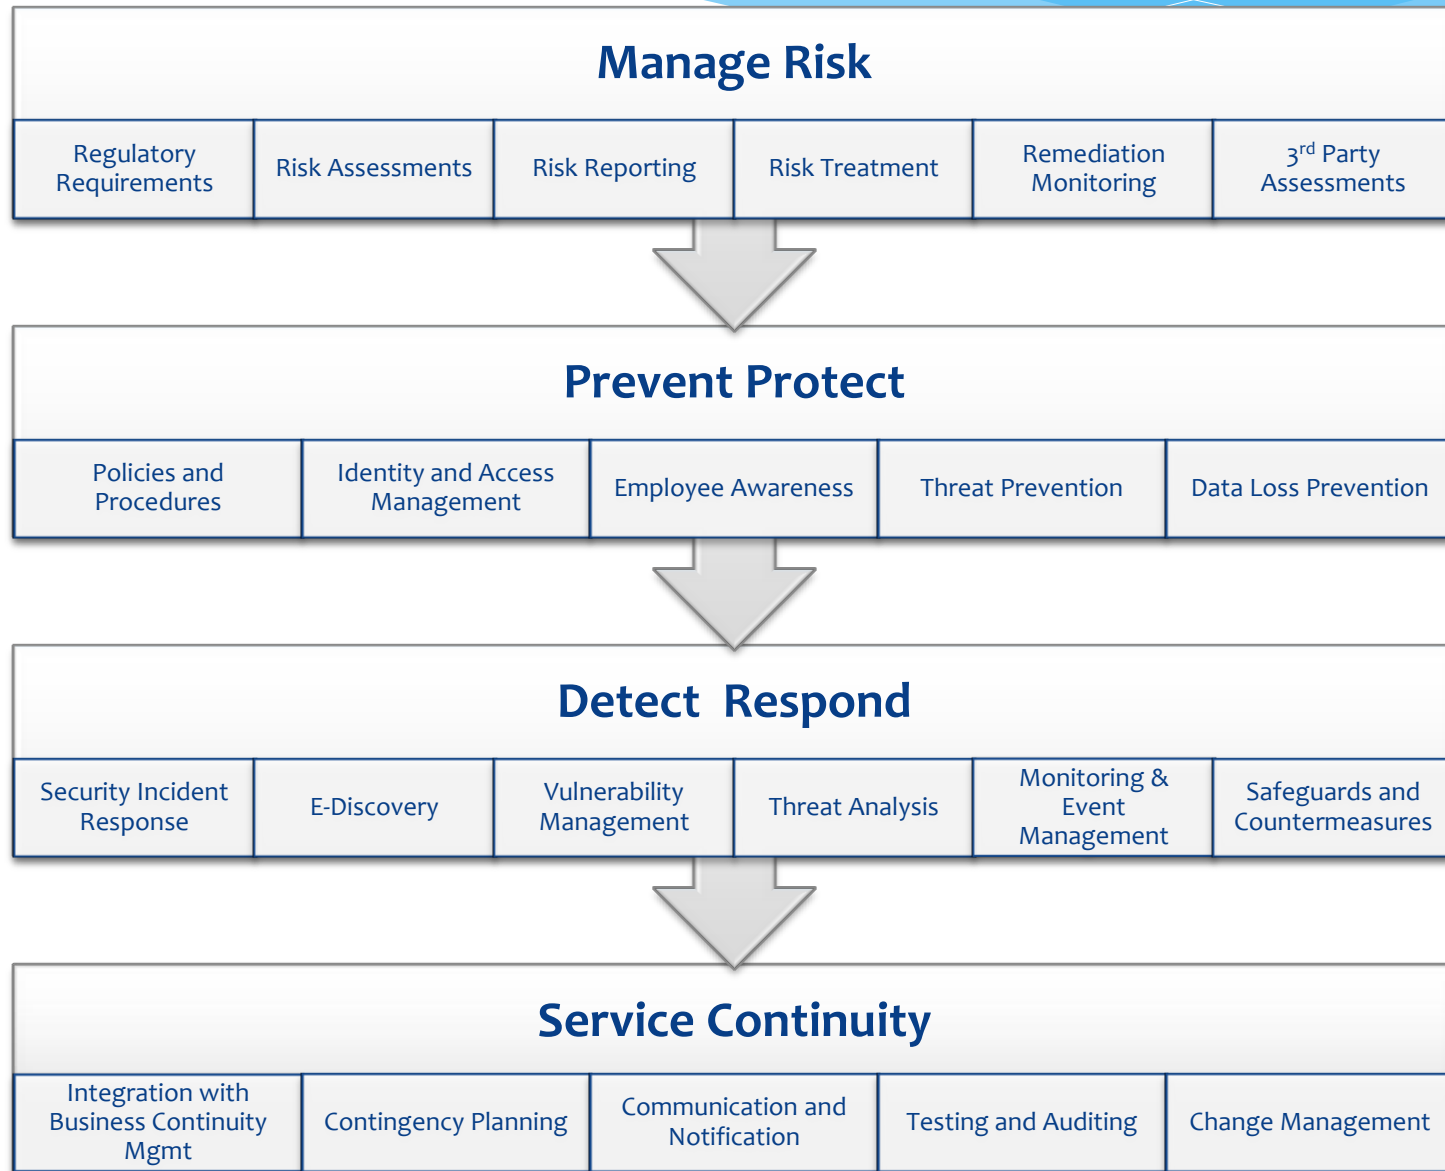 Manage Risk
Regulatory
Requirements
Risk Assessments
Risk Reporting
Risk Treatment
Remediation
Monitoring
3rd Party
Assessments
Prevent Protect
Policies and
Procedures
Identity and Access
Management
Employee Awareness
Threat Prevention
Data Loss Prevention
Detect  Respond
Security Incident
Response
E-Discovery
Vulnerability
Management
Threat Analysis
Monitoring &
Event
Management
Safeguards and
Countermeasures
Service Continuity
Integration with
Business Continuity
Mgmt
Contingency Planning
Communication and
Notification
Testing and Auditing
Change Management